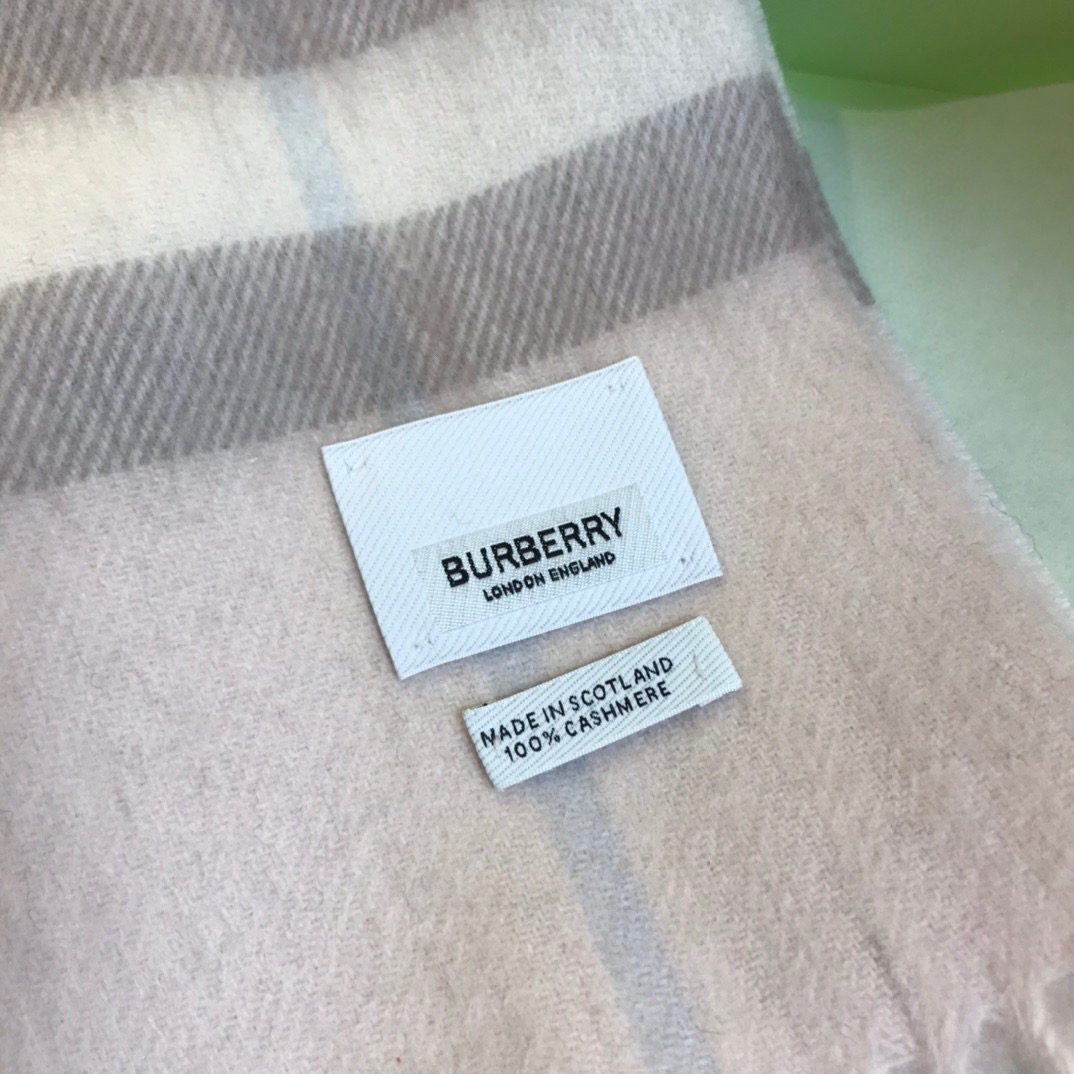 BURBERRY
LONDON ENGLAND
MADE IN SCOTLAND
100% CASHMERE